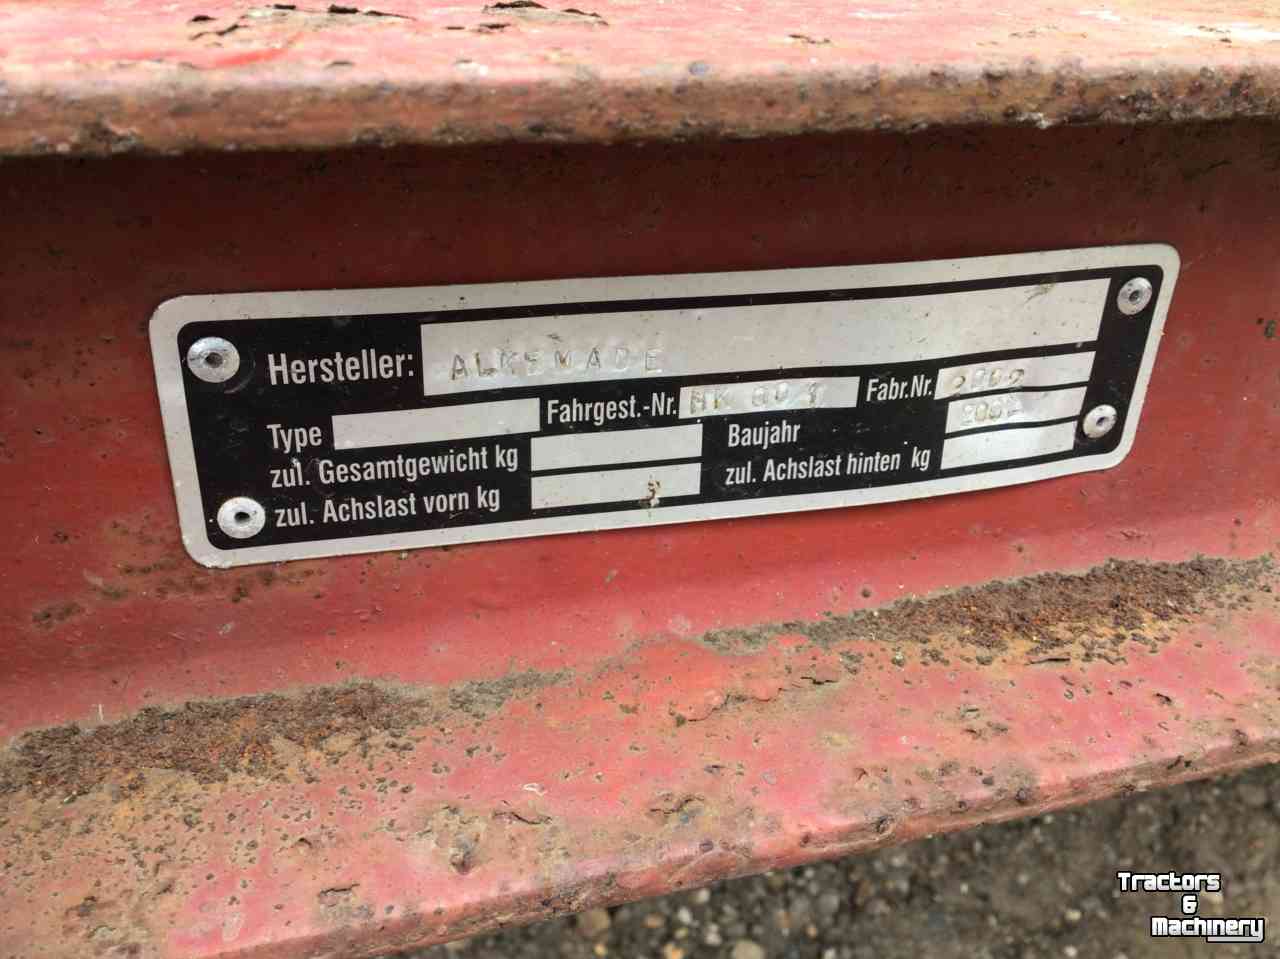 Hersteller: ALKEMADE
Type Fahrgest.-Nr. Fabr.Nr.
zul. Gesamtgewicht kg Baujahr
zul. Achslast vorn kg zul. Achslast hinten kg
Tractors
&
Machinery